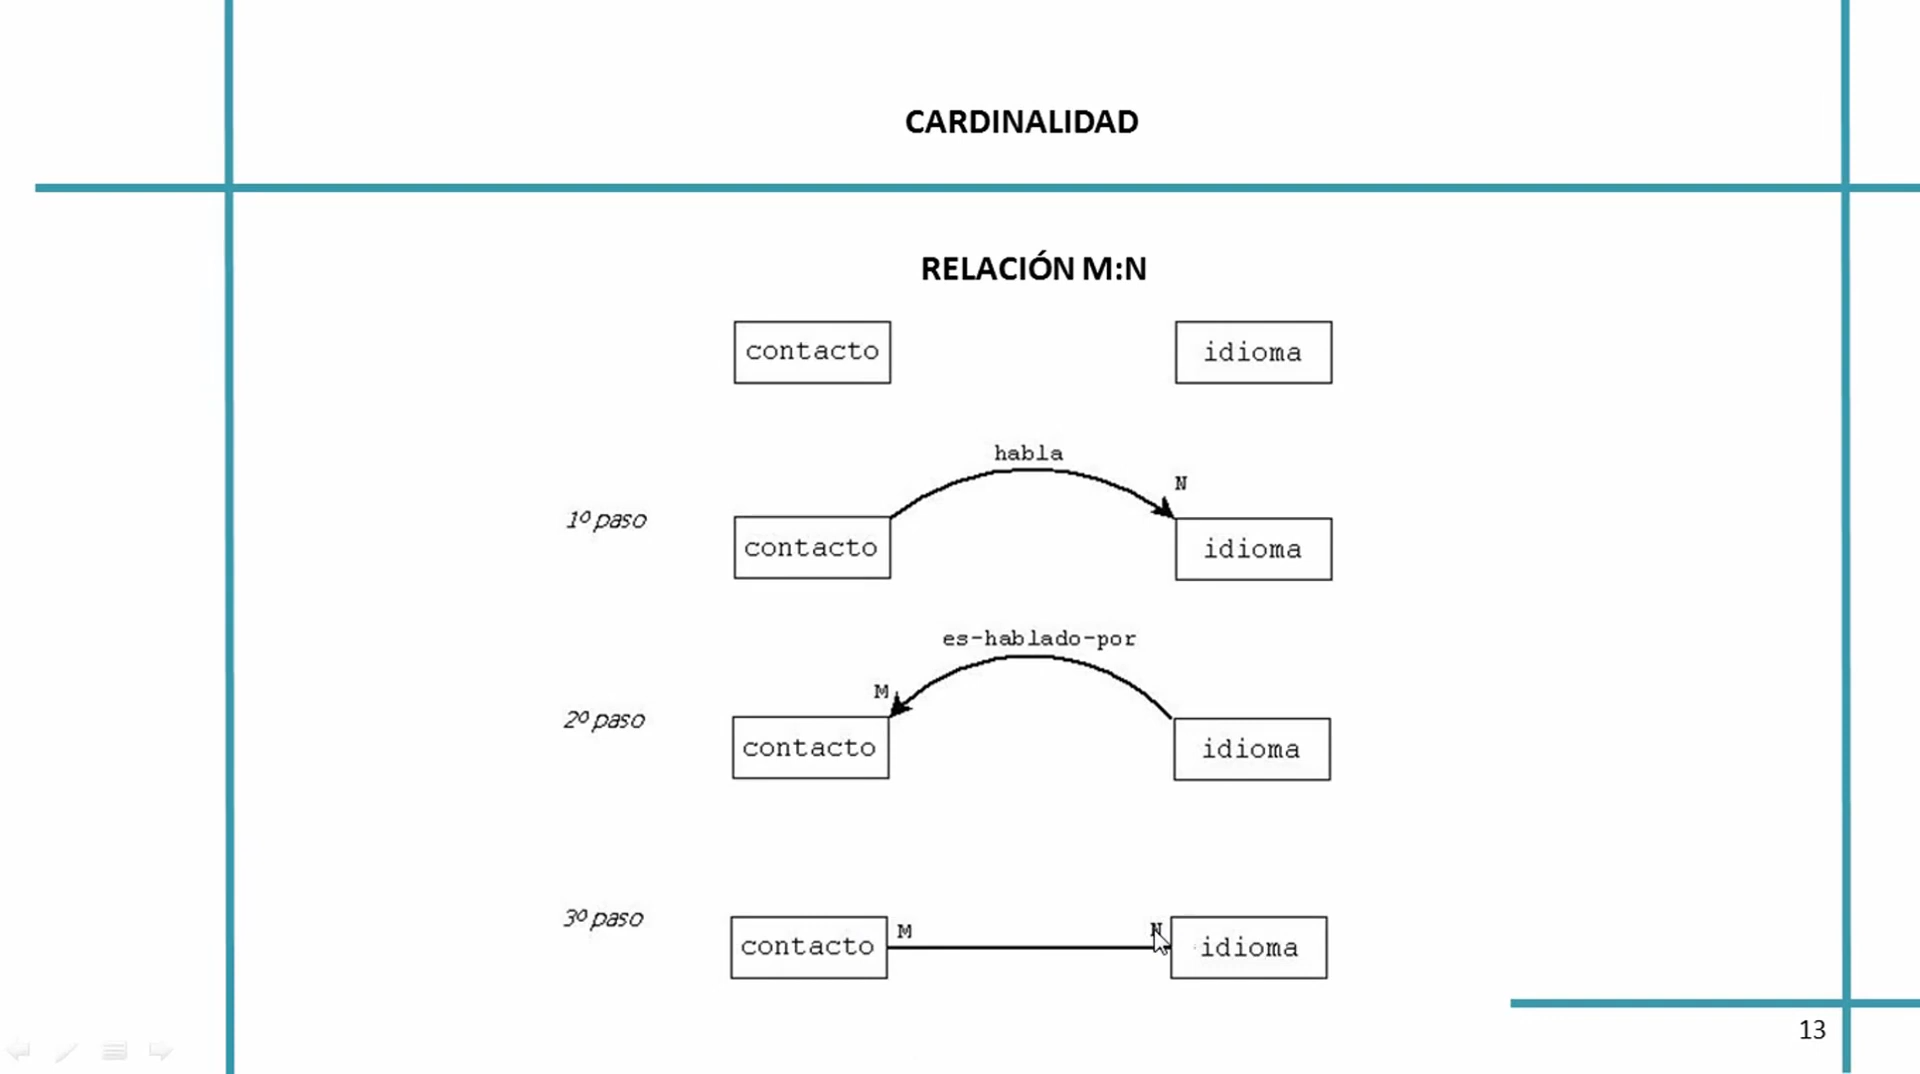 CARDINALIDAD
RELACIÓN M:N
contacto idioma
habla
N
1º paso
contacto idioma
es-hablado-por
M
2º paso
contacto idioma
3º paso
M N
contacto idioma
13